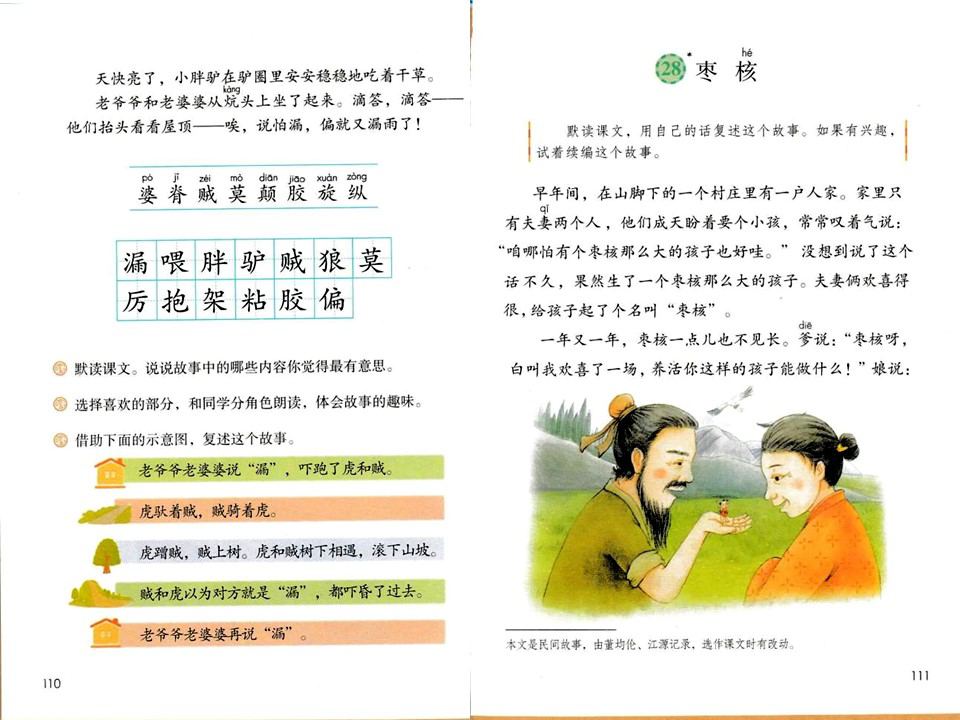 天快亮了，小胖驴在驴圈里安安稳稳地吃着干草。
kàng
老爷爷和老婆婆从炕头上坐了起来。滴答，滴答——
他们抬头看看屋顶——唉，说怕漏，偏就又漏雨了！
pó jǐ zéi mò diān jiāo xuán zòng
婆 脊 贼 莫 颠 胶 旋 纵
漏 喂 胖 驴 贼 狼 莫
厉 抱 架 粘 胶 偏
默读课文。说说故事中的哪些内容你觉得最有意思。
选择喜欢的部分，和同学分角色朗读，体会故事的趣味。
借助下面的示意图，复述这个故事。
老爷爷老婆婆说“漏”，吓跑了虎和贼。
虎驮着贼，贼骑着虎。
虎蹭贼，贼上树。虎和贼树下相遇，滚下山坡。
贼和虎以为对方就是“漏”，都吓昏了过去。
老爷爷老婆婆再说“漏”。
110
hé
28* 枣 核
默读课文，用自己的话复述这个故事。如果有兴趣，
试着续编这个故事。
早年间，在山脚下的一个村庄里有一户人家。家里只
qī
有夫妻两个人，他们成天盼着要个小孩，常常叹着气说：
“咱哪怕有个枣核那么大的孩子也好哇。”没想到说了这个
话不久，果然生了一个枣核那么大的孩子。夫妻俩欢喜得
很，给孩子起了个名叫“枣核”。
diē
一年又一年，枣核一点儿也不见长。爹说：“枣核呀，
白叫我欢喜了一场，养活你这样的孩子能做什么！”娘说：
本文是民间故事，由董均伦、江源记录，选作课文时有改动。
111